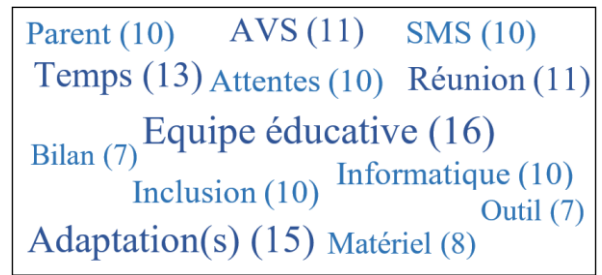 Parent (10) AVS (11) SMS (10)
Temps (13) Attentes (10) Réunion (11)
Equipe éducative (16)
Bilan (7)
Inclusion (10) Informatique (10)
Outil (7)
Adaptation(s) (15) Matériel (8)